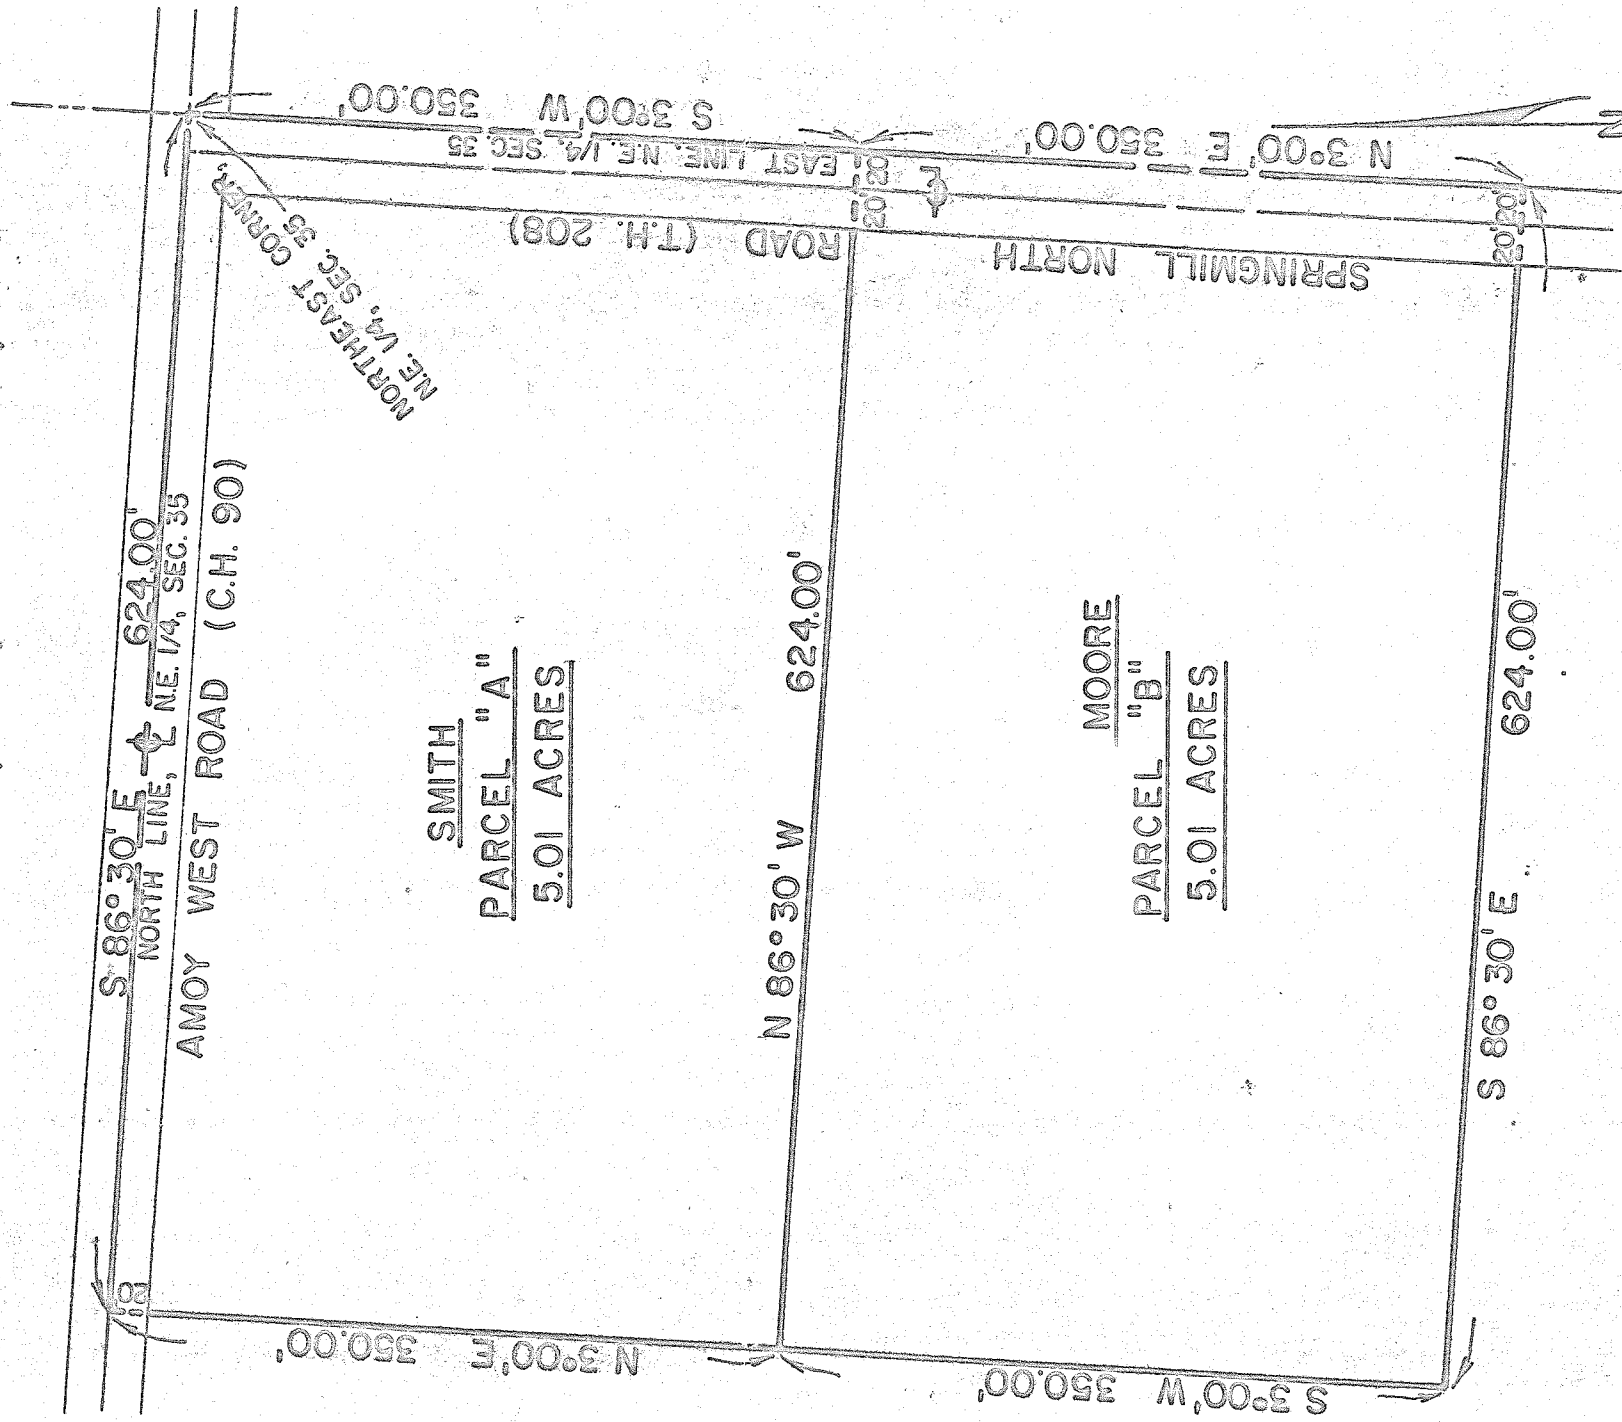 S 86° 30' E 624.00'
NORTH LINE, ℄ N.E. 1/4, SEC. 35
AMOY WEST ROAD (C.H. 90)
20'
NORTHEAST CORNER,
N.E. 1/4, SEC. 35
S 3°00' W 350.00'
EAST LINE N.E. 1/4, SEC. 35
N 3°00' E 350.00'
N
℄
20'
20'
20'
20'
SPRINGMILL NORTH ROAD (T.H. 208)
SMITH
PARCEL "A"
5.01 ACRES
N 86° 30' W 624.00'
MOORE
PARCEL "B"
5.01 ACRES
S 86° 30' E 624.00'
N 3°00' E 350.00'
S 3°00' W 350.00'